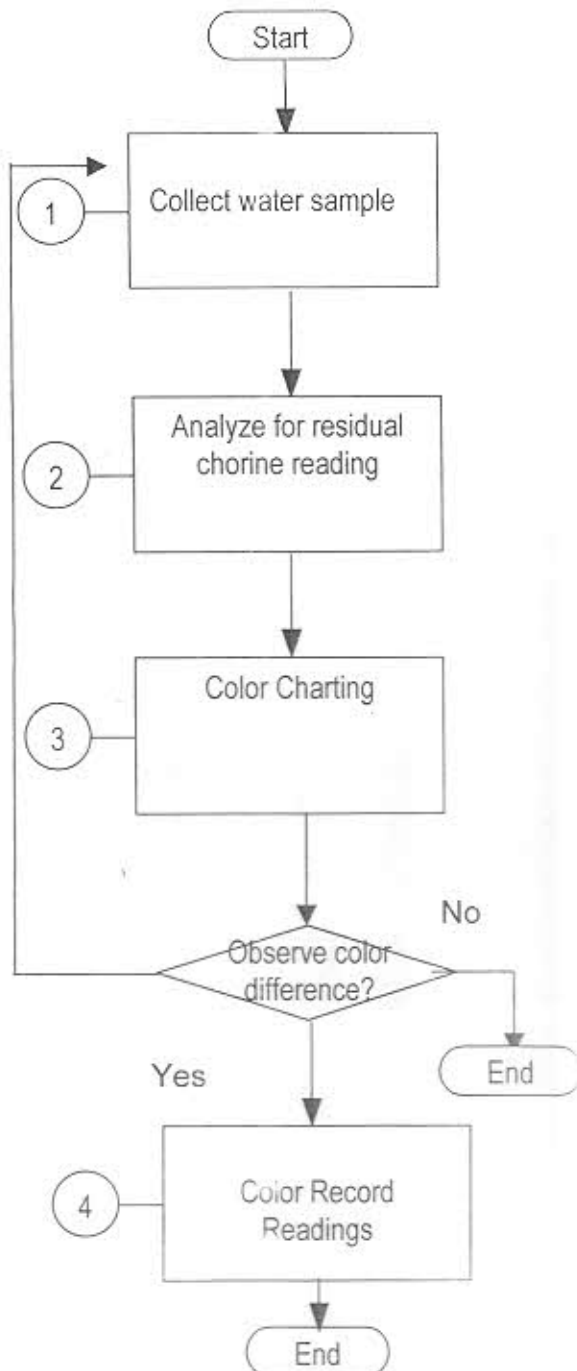 Start
1
Collect water sample
2
Analyze for residual
chorine reading
3
Color Charting
No
Observe color
difference?
End
Yes
4
Color Record
Readings
End